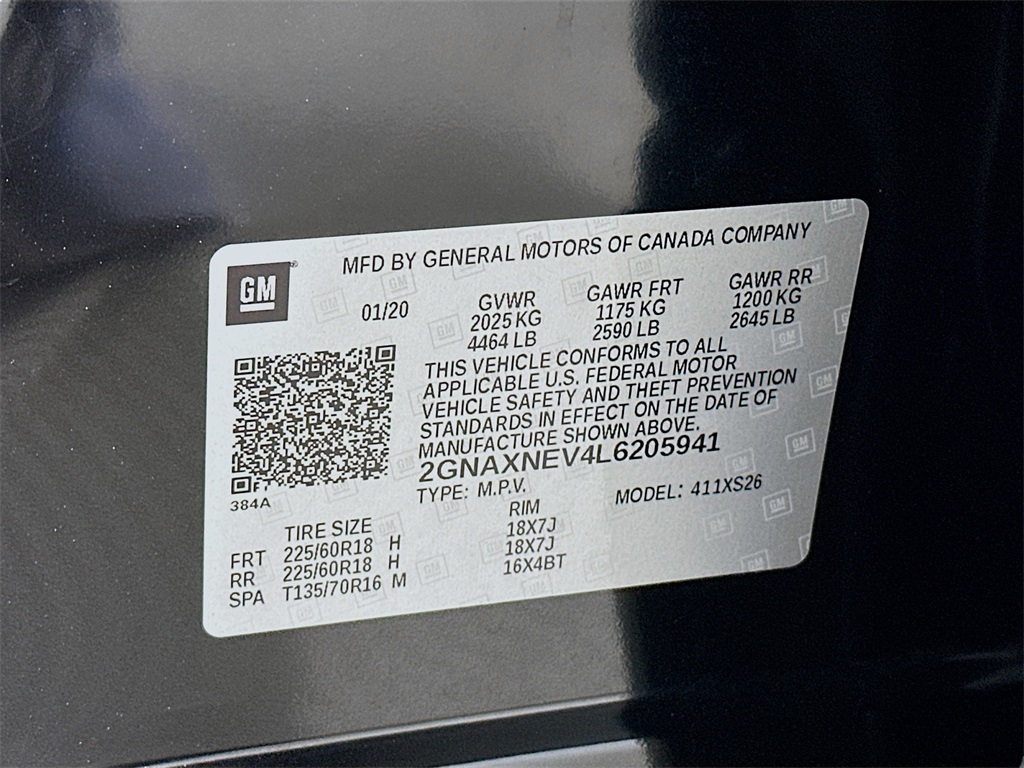 GM
MFD BY GENERAL MOTORS OF CANADA COMPANY
01/20
GVWR
2025 KG
4464 LB
GAWR FRT
1175 KG
2590 LB
GAWR RR
1200 KG
2645 LB
THIS VEHICLE CONFORMS TO ALL
APPLICABLE U.S. FEDERAL MOTOR
VEHICLE SAFETY AND THEFT PREVENTION
STANDARDS IN EFFECT ON THE DATE OF
MANUFACTURE SHOWN ABOVE.
2GNAXNEV4L6205941
TYPE: M.P.V. MODEL: 411XS26
384A
TIRE SIZE RIM
FRT 225/60R18 H 18X7J
RR 225/60R18 H 18X7J
SPA T135/70R16 M 16X4BT